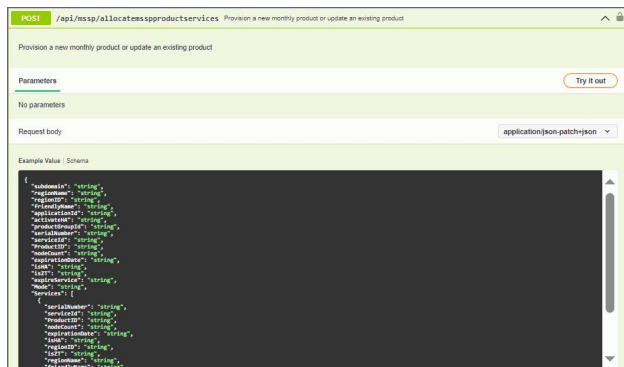 POST /api/mssp/allocatemsspproductservices Provision a new monthly product or update an existing product
Provision a new monthly product or update an existing product
Parameters
Try it out
No parameters
Request body
application/json-patch+json
Example Value | Schema
{
"subdomain": "string",
"regionName": "string",
"regionID": "string",
"friendlyName": "string",
"applicationId": "string",
"activateHA": "string",
"productGroupId": "string",
"serialNumber": "string",
"serviceId": "string",
"ProductID": "string",
"nodeCount": "string",
"expirationDate": "string",
"isHA": "string",
"isZT": "string",
"expireService": "string",
"Mode": "string",
"Services": [
{
"serialNumber": "string",
"serviceId": "string",
"ProductID": "string",
"nodeCount": "string",
"expirationDate": "string",
"isHA": "string",
"regionID": "string",
"isZT": "string",
"regionName": "string",
"friendlyName": "string",